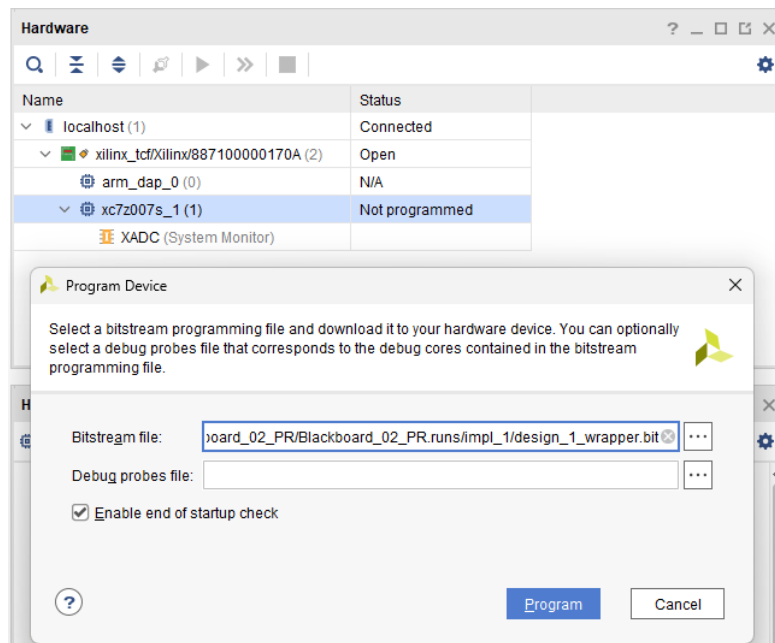 Hardware
? _
Name Status
localhost (1) Connected
xilinx_tcf/Xilinx/887100000170A (2) Open
arm_dap_0 (0) N/A
xc7z007s_1 (1) Not programmed
XADC (System Monitor)
Program Device
Select a bitstream programming file and download it to your hardware device. You can optionally
select a debug probes file that corresponds to the debug cores contained in the bitstream
programming file.
H
Bitstream file: board_02_PR/Blackboard_02_PR.runs/impl_1/design_1_wrapper.bit ...
Debug probes file: ...
Enable end of startup check
? Program Cancel